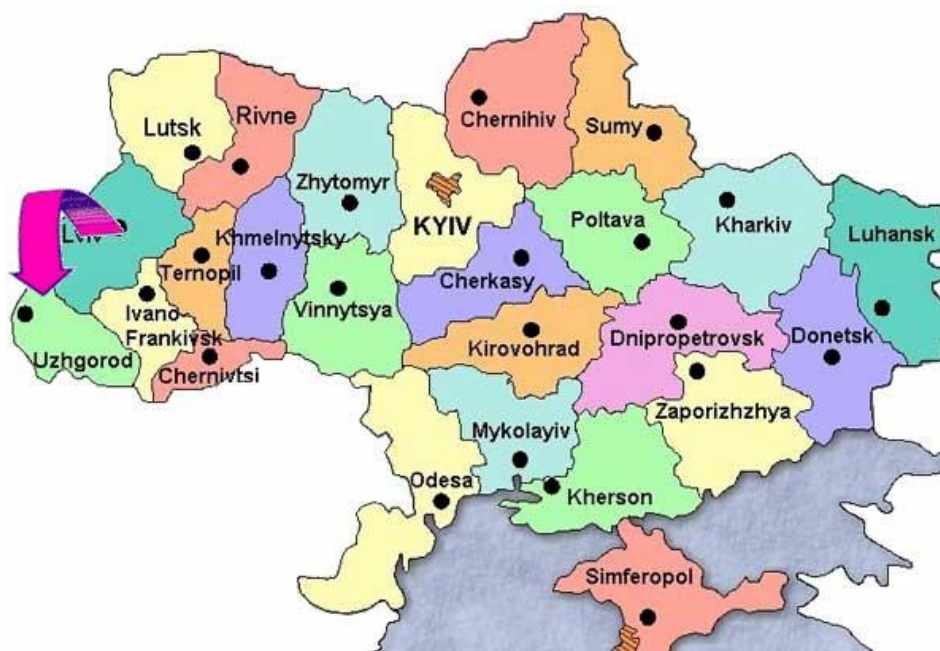 Lutsk
Rivne
Chernihiv
Sumy
Zhytomyr
KYIV
Poltava
Kharkiv
Luhansk
Lviv
Khmelnytsky
Ternopil
Vinnytsya
Cherkasy
Ivano
Frankivsk
Kirovohrad
Dnipropetrovsk
Donetsk
Uzhgorod
Chernivtsi
Zaporizhzhya
Mykolayiv
Odesa
Kherson
Simferopol